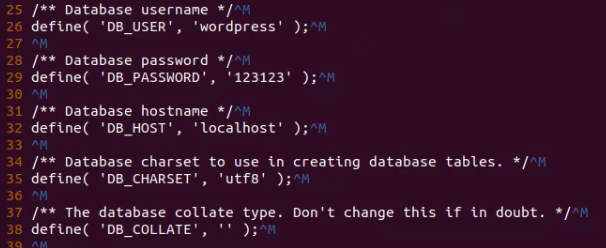 25 /** Database username */^M
26 define( 'DB_USER', 'wordpress' );^M
27 ^M
28 /** Database password */^M
29 define( 'DB_PASSWORD', '123123' );^M
30 ^M
31 /** Database hostname */^M
32 define( 'DB_HOST', 'localhost' );^M
33 ^M
34 /** Database charset to use in creating database tables. */^M
35 define( 'DB_CHARSET', 'utf8' );^M
36 ^M
37 /** The database collate type. Don't change this if in doubt. */^M
38 define( 'DB_COLLATE', '' );^M
39 ^M